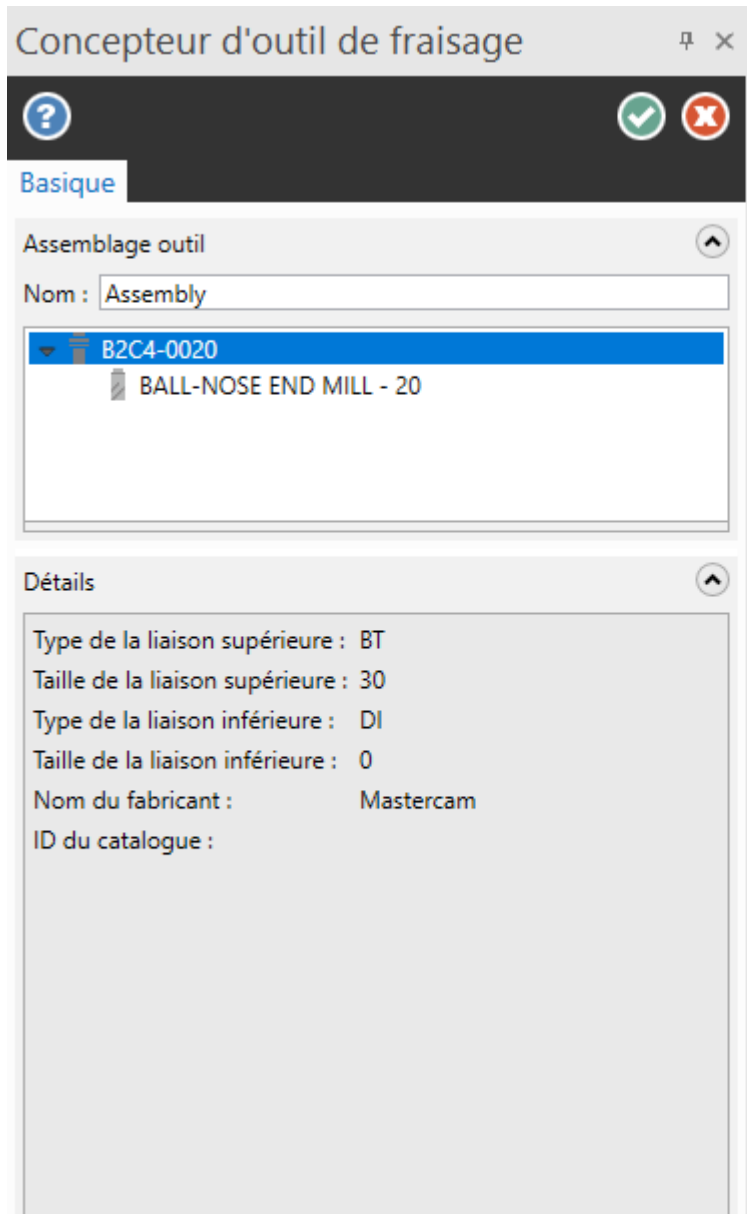 Concepteur d'outil de fraisage
Basique
Assemblage outil
Nom : Assembly
B2C4-0020
BALL-NOSE END MILL - 20
Détails
Type de la liaison supérieure : BT
Taille de la liaison supérieure : 30
Type de la liaison inférieure : DI
Taille de la liaison inférieure : 0
Nom du fabricant : Mastercam
ID du catalogue :